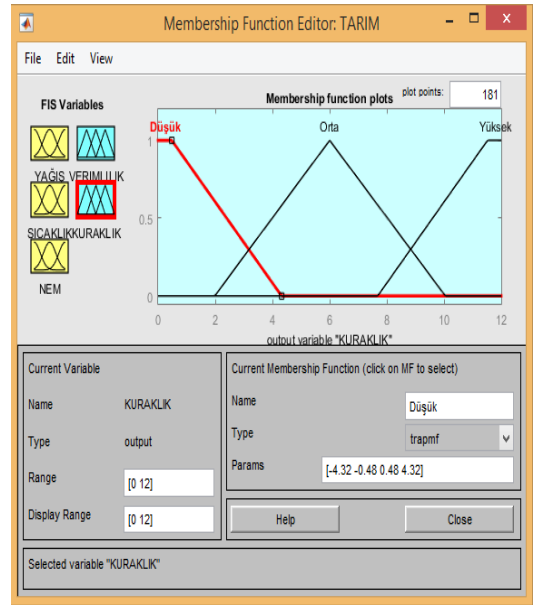 Membership Function Editor: TARIM
File Edit View
FIS Variables
YAĞIS VERIMLILIK
SICAKLIK KURAKLIK
NEM
Membership function plots
plot points: 181
Düşük Orta Yüksek
1
0.5
0
0 2 4 6 8 10 12
output variable "KURAKLIK"
Current Variable
Name KURAKLIK
Type output
Range [0 12]
Display Range [0 12]
Current Membership Function (click on MF to select)
Name Düşük
Type trapmf
Params [-4.32 -0.48 0.48 4.32]
Help Close
Selected variable "KURAKLIK"